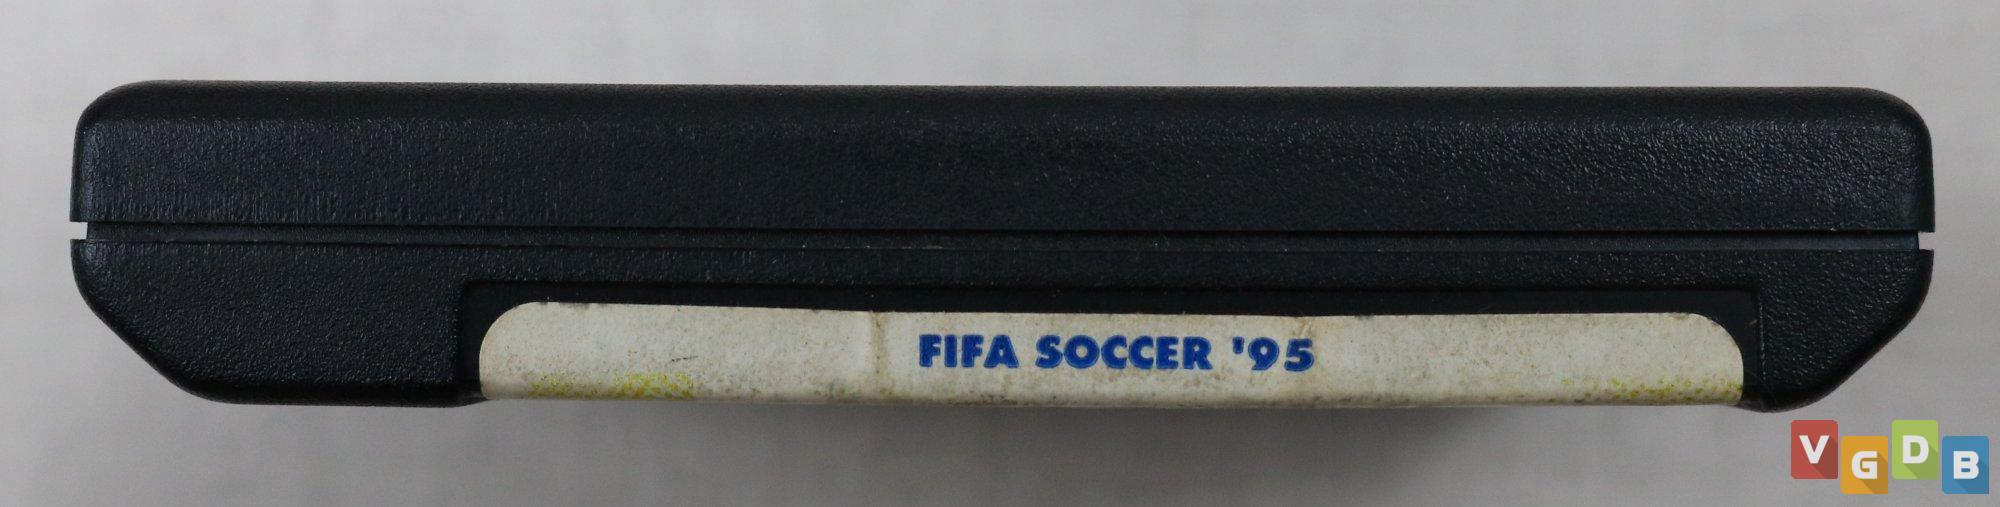 FIFA SOCCER '95
VGDB